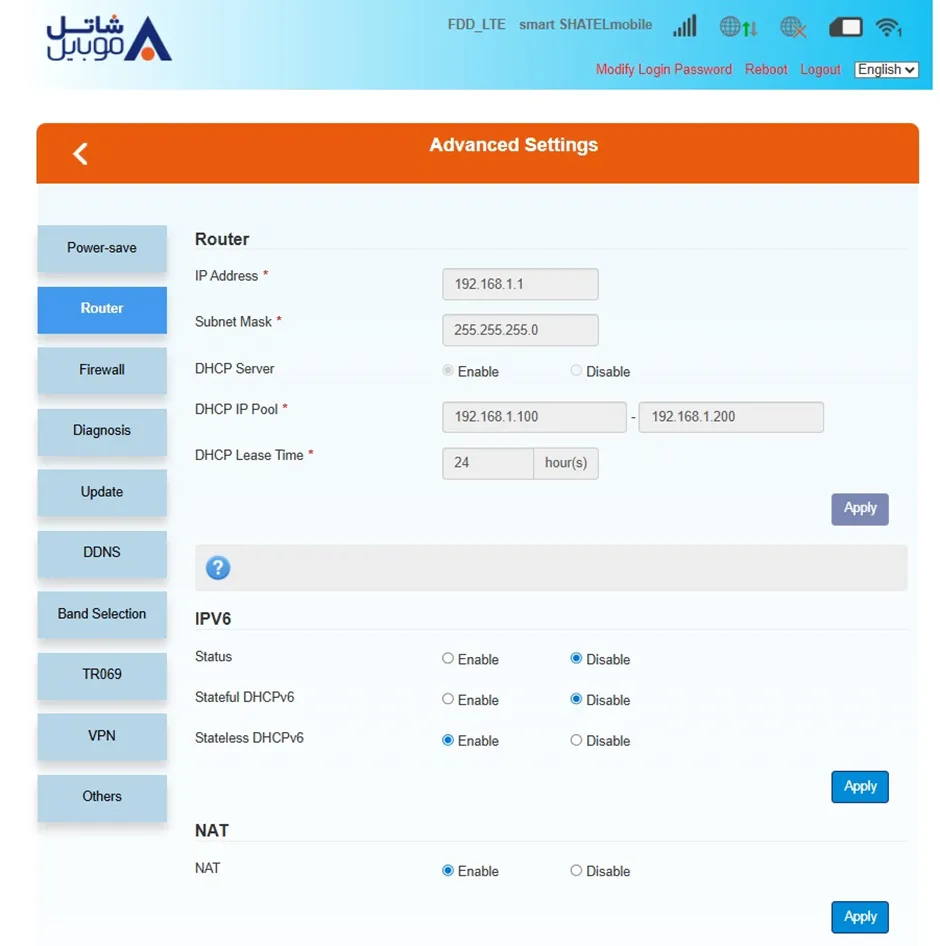 شاتل
موبایل
FDD_LTE smart SHATELmobile
1
Modify Login Password Reboot Logout English
Advanced Settings
Power-save
Router
Firewall
Diagnosis
Update
DDNS
Band Selection
TR069
VPN
Others
Router
IP Address *
192.168.1.1
Subnet Mask *
255.255.255.0
DHCP Server
Enable Disable
DHCP IP Pool *
192.168.1.100 - 192.168.1.200
DHCP Lease Time *
24 hour(s)
Apply
?
IPV6
Status
Enable Disable
Stateful DHCPv6
Enable Disable
Stateless DHCPv6
Enable Disable
Apply
NAT
NAT
Enable Disable
Apply